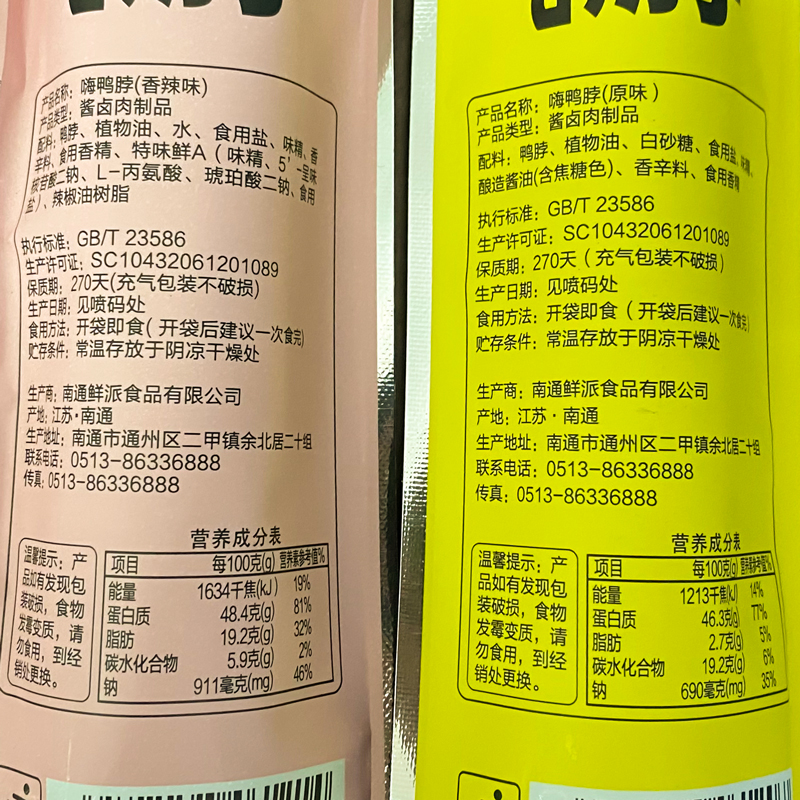 产品名称：嗨鸭脖(香辣味)
产品类型：酱卤肉制品
配料：鸭脖、植物油、水、食用盐、味精、香
辛料、食用香精、特味鲜A（味精、5'-呈味
核苷酸二钠、L-丙氨酸、琥珀酸二钠、食用
盐）、辣椒油树脂
执行标准：GB/T 23586
生产许可证：SC10432061201089
保质期：270天(充气包装不破损)
生产日期：见喷码处
食用方法：开袋即食（开袋后建议一次食完)
贮存条件：常温存放于阴凉干燥处
生产商：南通鲜派食品有限公司
产地：江苏·南通
生产地址：南通市通州区二甲镇余北居二十组
联系电话：0513-86336888
传真：0513-86336888
温馨提示：产
品如有发现包
装破损，食物
发霉变质，请
勿食用，到经
销处更换。
营养成分表
项目 每100克(g) 营养素参考值%
能量 1634千焦(kJ) 19%
蛋白质 48.4克(g) 81%
脂肪 19.2克(g) 32%
碳水化合物 5.9克(g) 2%
钠 911毫克(mg) 46%
产品名称：嗨鸭脖(原味)
产品类型：酱卤肉制品
配料：鸭脖、植物油、白砂糖、食用盐、味精、
酿造酱油(含焦糖色)、香辛料、食用香精
执行标准：GB/T 23586
生产许可证：SC10432061201089
保质期：270天（充气包装不破损）
生产日期：见喷码处
食用方法：开袋即食（开袋后建议一次食完）
贮存条件：常温存放于阴凉干燥处
生产商：南通鲜派食品有限公司
产地：江苏·南通
生产地址：南通市通州区二甲镇余北居二十组
联系电话：0513-86336888
传真：0513-86336888
温馨提示：产
品如有发现包
装破损，食物
发霉变质，请
勿食用，到经
销处更换。
营养成分表
项目 每100克(g) 营养素参考值%
能量 1213千焦(kJ) 14%
蛋白质 46.3克(g) 77%
脂肪 2.7克(g) 5%
碳水化合物 19.2克(g) 6%
钠 690毫克(mg) 35%